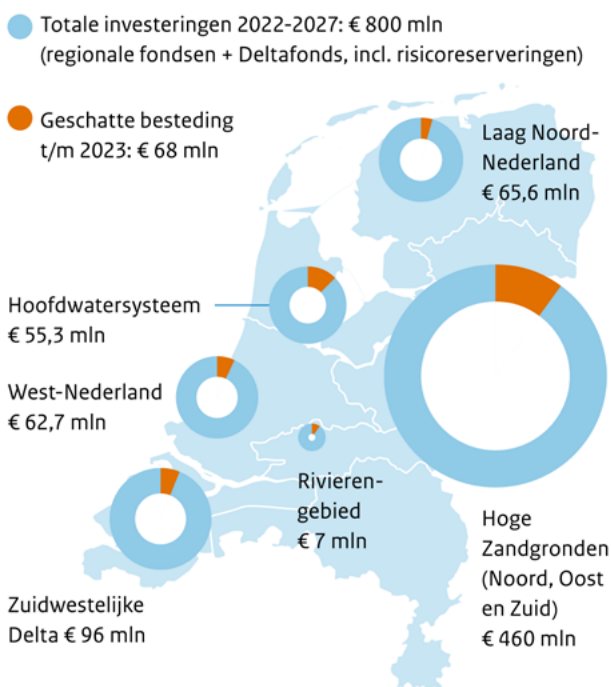 Totale investeringen 2022-2027: € 800 mln
(regionale fondsen + Deltafonds, incl. risicoreserveringen)
Geschatte besteding
t/m 2023: € 68 mln
Laag Noord-
Nederland
€ 65,6 mln
Hoofdwatersysteem
€ 55,3 mln
West-Nederland
€ 62,7 mln
Rivieren-
gebied
€ 7 mln
Hoge
Zandgronden
(Noord, Oost
en Zuid)
€ 460 mln
Zuidwestelijke
Delta € 96 mln